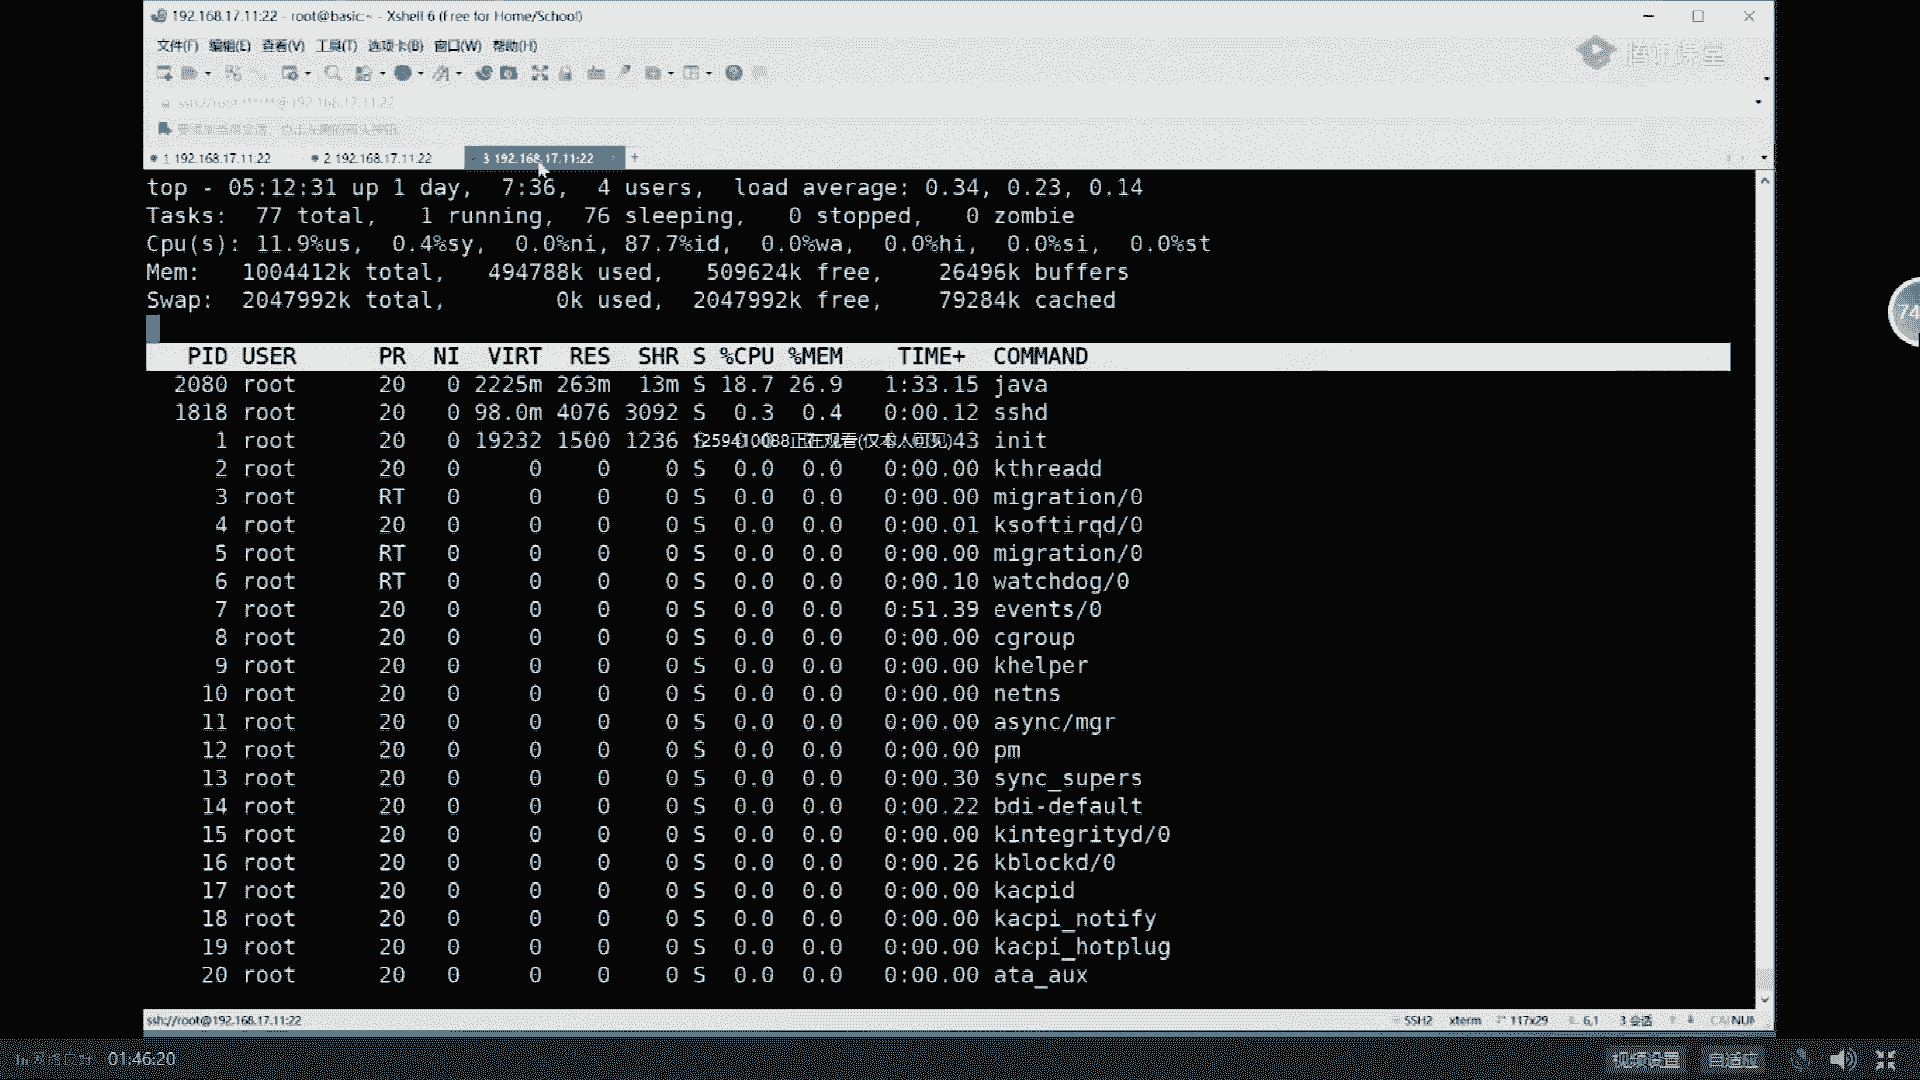 192.168.17.11:22 - root@basic:~ - Xshell 6 (Free for Home/School)
文件(F) 编辑(E) 查看(V) 工具(T) 选项卡(B) 窗口(W) 帮助(H)
腾讯课堂
ssh://root:*****@192.168.17.11:22
1 192.168.17.11:22 2 192.168.17.11:22 3 192.168.17.11:22 +
top - 05:12:31 up 1 day,  7:36,  4 users,  load average: 0.34, 0.23, 0.14
Tasks:  77 total,   1 running,  76 sleeping,   0 stopped,   0 zombie
Cpu(s): 11.9%us,  0.4%sy,  0.0%ni, 87.7%id,  0.0%wa,  0.0%hi,  0.0%si,  0.0%st
Mem:   1004412k total,   494788k used,   509624k free,    26496k buffers
Swap:  2047992k total,        0k used,  2047992k free,    79284k cached
74
PID USER      PR  NI  VIRT  RES  SHR S %CPU %MEM    TIME+  COMMAND
2080 root      20   0 2225m 263m  13m S 18.7 26.9   1:33.15 java
1818 root      20   0 98.0m 4076 3092 S  0.3  0.4   0:00.12 sshd
1 root      20   0 19232 1500 1236 S 1259410088正在观看(仅本人可见) 43 init
2 root      20   0     0    0    0 S  0.0  0.0   0:00.00 kthreadd
3 root      RT   0     0    0    0 S  0.0  0.0   0:00.00 migration/0
4 root      20   0     0    0    0 S  0.0  0.0   0:00.01 ksoftirqd/0
5 root      RT   0     0    0    0 S  0.0  0.0   0:00.00 migration/0
6 root      RT   0     0    0    0 S  0.0  0.0   0:00.10 watchdog/0
7 root      20   0     0    0    0 S  0.0  0.0   0:51.39 events/0
8 root      20   0     0    0    0 S  0.0  0.0   0:00.00 cgroup
9 root      20   0     0    0    0 S  0.0  0.0   0:00.00 khelper
10 root      20   0     0    0    0 S  0.0  0.0   0:00.00 netns
11 root      20   0     0    0    0 S  0.0  0.0   0:00.00 async/mgr
12 root      20   0     0    0    0 S  0.0  0.0   0:00.00 pm
13 root      20   0     0    0    0 S  0.0  0.0   0:00.30 sync_supers
14 root      20   0     0    0    0 S  0.0  0.0   0:00.22 bdi-default
15 root      20   0     0    0    0 S  0.0  0.0   0:00.00 kintegrityd/0
16 root      20   0     0    0    0 S  0.0  0.0   0:00.26 kblockd/0
17 root      20   0     0    0    0 S  0.0  0.0   0:00.00 kacpid
18 root      20   0     0    0    0 S  0.0  0.0   0:00.00 kacpi_notify
19 root      20   0     0    0    0 S  0.0  0.0   0:00.00 kacpi_hotplug
20 root      20   0     0    0    0 S  0.0  0.0   0:00.00 ata_aux
ssh://root@192.168.17.11:22 SSH2 xterm 117x29 6,1 3 会话 NUM
01:46:20 视频设置 自适应